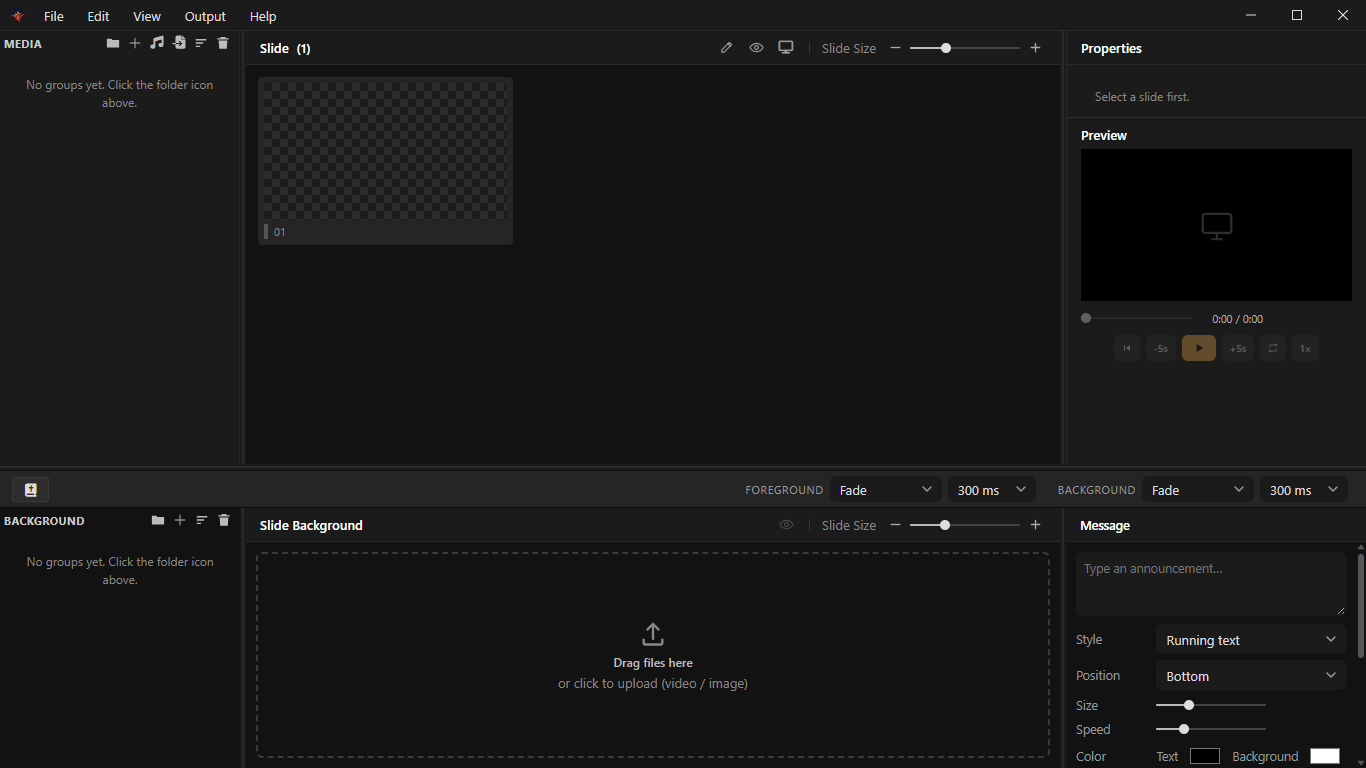 File Edit View Output Help
MEDIA
No groups yet. Click the folder icon
above.
Slide (1)
Slide Size
01
Properties
Select a slide first.
Preview
0:00 / 0:00
-5s +5s 1x
FOREGROUND Fade 300 ms BACKGROUND Fade 300 ms
BACKGROUND
No groups yet. Click the folder icon
above.
Slide Background
Slide Size
Drag files here
or click to upload (video / image)
Message
Type an announcement...
Style Running text
Position Bottom
Size
Speed
Color Text Background